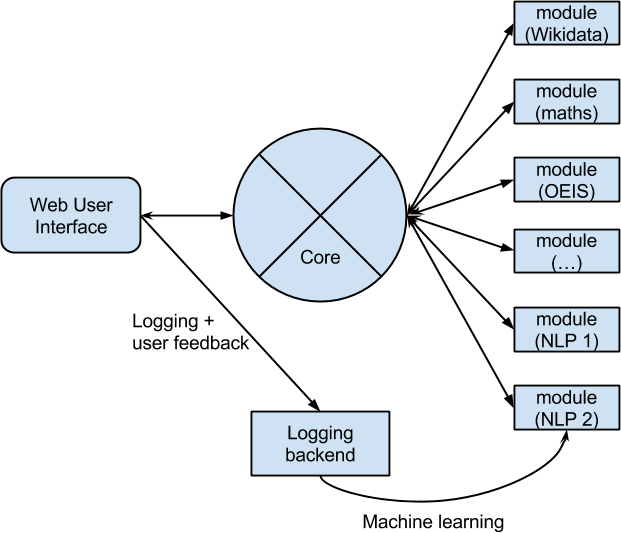 module
(Wikidata)
module
(maths)
module
(OEIS)
Web User
Interface
module
(...)
Core
Logging +
user feedback
module
(NLP 1)
module
(NLP 2)
Logging
backend
Machine learning